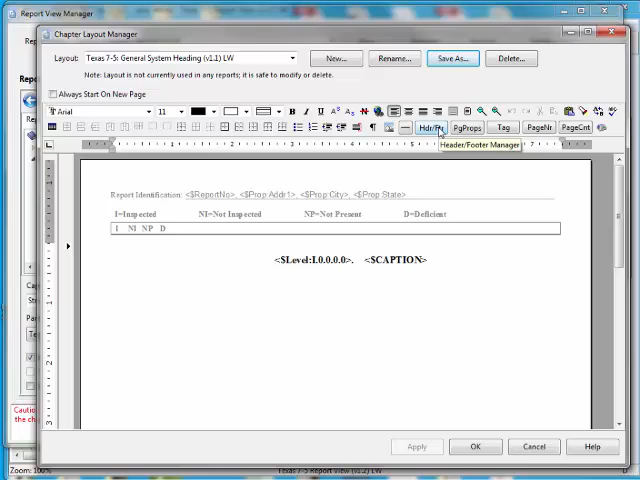 Report View Manager
Chapter Layout Manager
Layout: Texas 7-5: General System Heading (v1.1) LW New... Rename... Save As... Delete...
Note: Layout is not currently used in any reports; it is safe to modify or delete.
Always Start On New Page
Arial 11 B I U
Hdr/Ftr PgProps Tag PageNr PageCnt
Header/Footer Manager
Report Identification: <$ReportNo>, <$Prop.Addr1>, <$Prop.City>, <$Prop.State>
I=Inspected NI=Not Inspected NP=Not Present D=Deficient
I NI NP D
<$Level:I.0.0.0.0>. <$CAPTION>
Apply OK Cancel Help
Zoom: 100% Texas 7-5 Report View (v1.2) LW